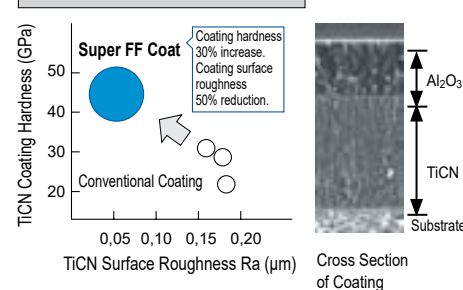 Super FF Coat
Coating hardness
30% increase.
Coating surface
roughness
50% reduction.
TiCN Coating Hardness (GPa)
50
40
30
20
Conventional Coating
0,05 0,10 0,15 0,20
TiCN Surface Roughness Ra (µm)
Al₂O₃
TiCN
Substrate
Cross Section
of Coating